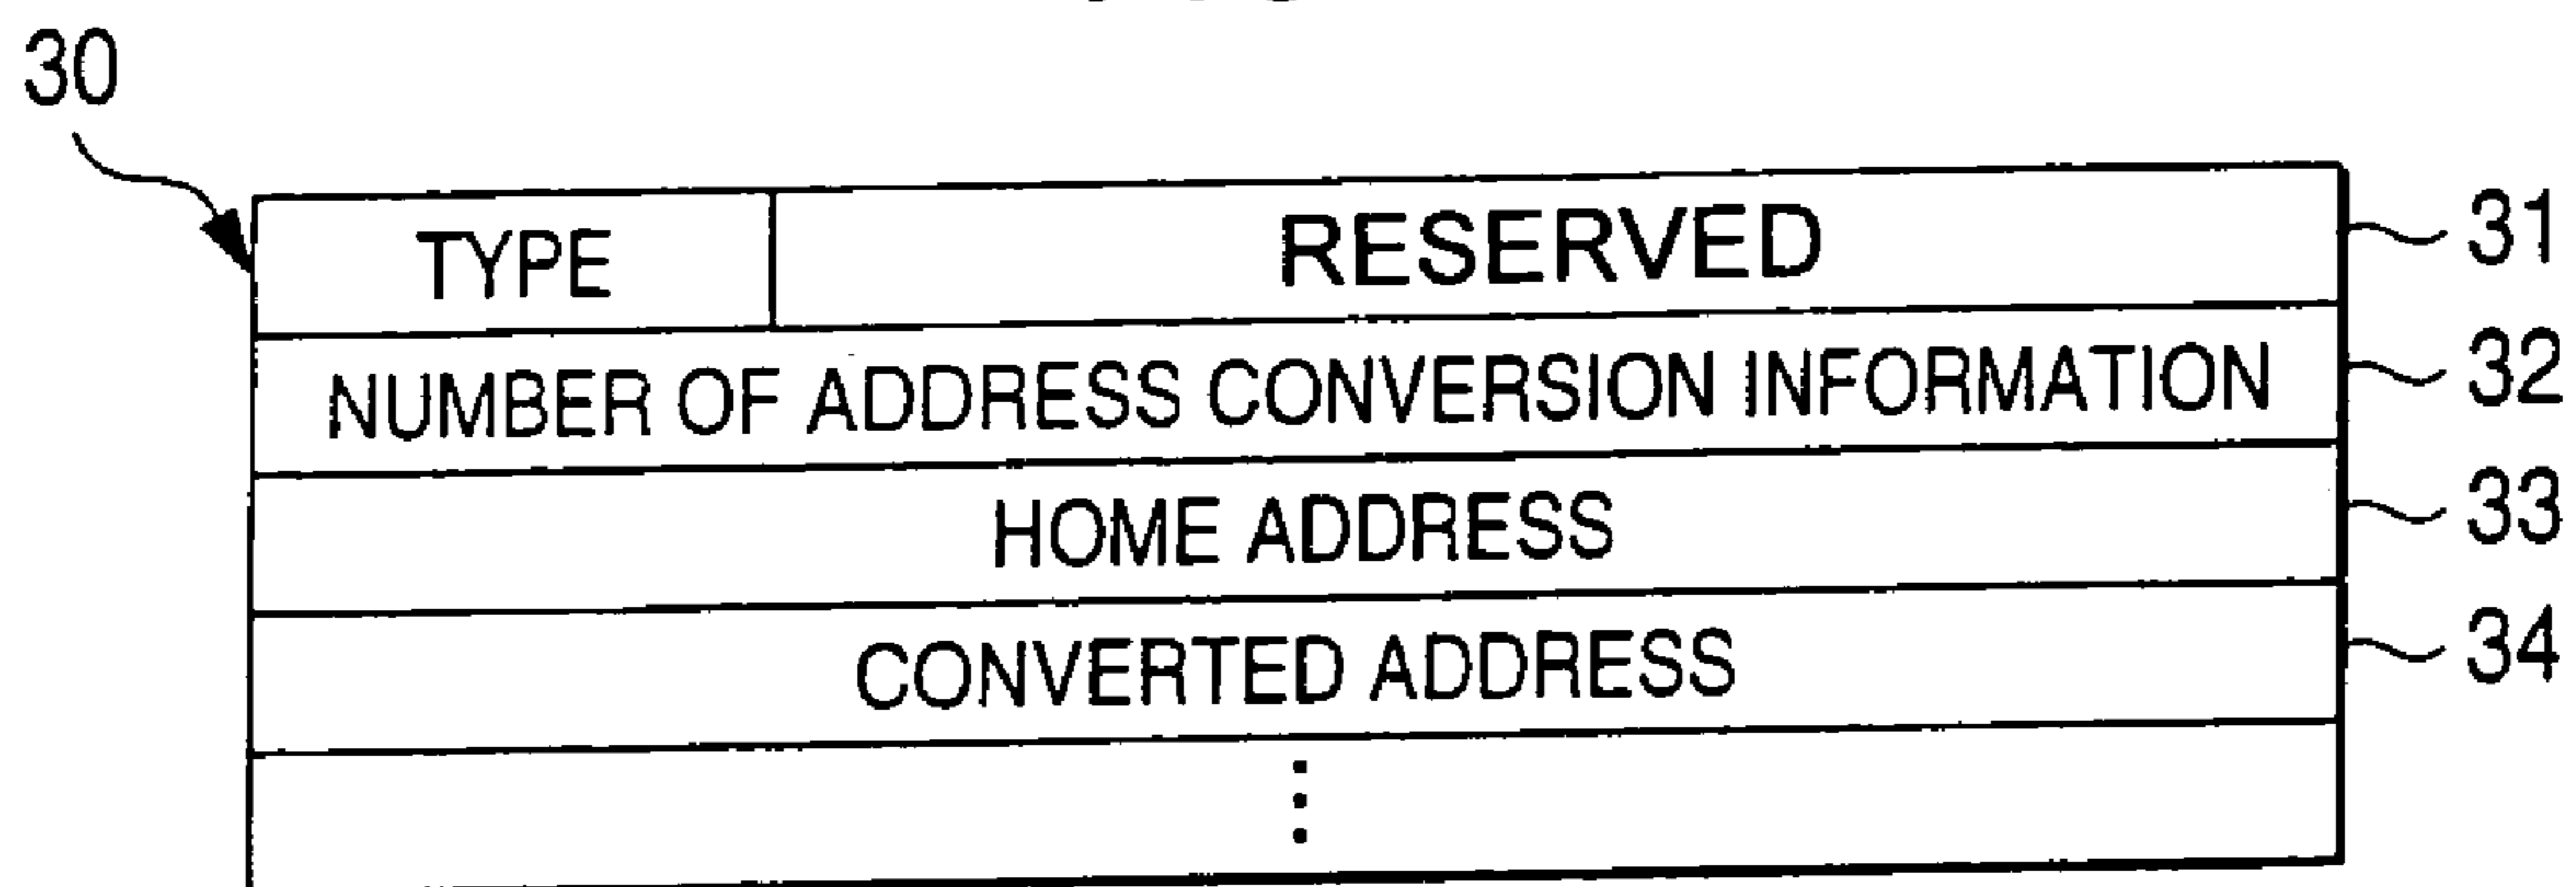 30
TYPE RESERVED 31
NUMBER OF ADDRESS CONVERSION INFORMATION 32
HOME ADDRESS 33
CONVERTED ADDRESS 34